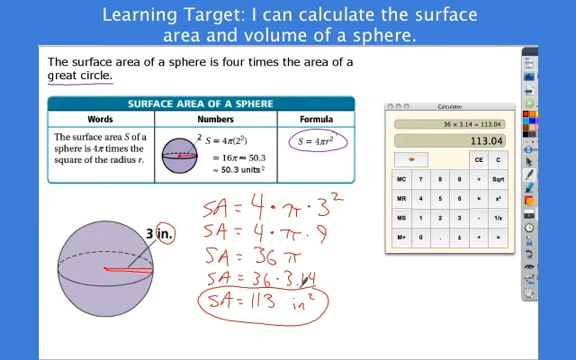 Learning Target: I can calculate the surface
area and volume of a sphere.
The surface area of a sphere is four times the area of a
great circle.
SURFACE AREA OF A SPHERE
Words Numbers Formula
The surface area S of a
sphere is 4π times the
square of the radius r.
2
S = 4π(2²)
= 16π ≈ 50.3
≈ 50.3 units²
S = 4πr²
3 in.
SA = 4 · π · 3²
SA = 4 · π · 9
SA = 36 π
SA = 36 · 3.14
SA = 113 in²
Calculator
36 × 3.14 = 113.04
113.04
CE C
MC 7 8 9 ÷ Sqrt
MR 4 5 6 × x²
MS 1 2 3 - 1/x
M+ 0 . ± + =